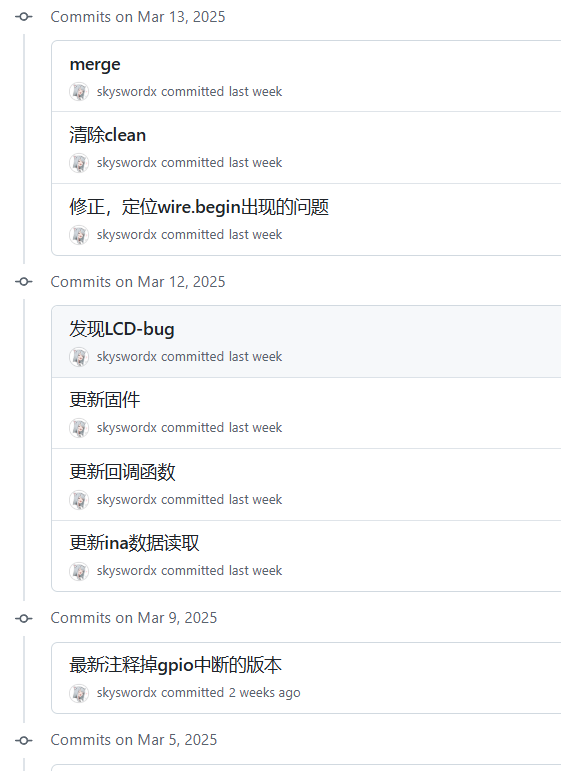 Commits on Mar 13, 2025
merge
skyswordx committed last week
清除clean
skyswordx committed last week
修正，定位wire.begin出现的问题
skyswordx committed last week
Commits on Mar 12, 2025
发现LCD-bug
skyswordx committed last week
更新固件
skyswordx committed last week
更新回调函数
skyswordx committed last week
更新ina数据读取
skyswordx committed last week
Commits on Mar 9, 2025
最新注释掉gpio中断的版本
skyswordx committed 2 weeks ago
Commits on Mar 5, 2025